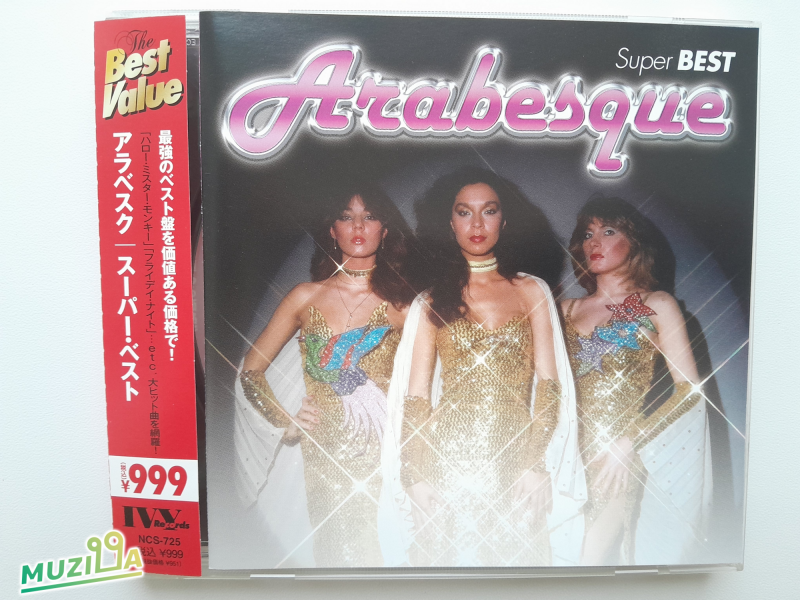 The
Best
Value
最強のベスト盤を価値ある価格で！
「ハロー・ミスター・モンキー」「フライデイ・ナイト」…etc. 大ヒット曲を網羅！
アラベスク｜スーパー・ベスト
¥999
IVY
Records
NCS-725
税込 ¥999
Super BEST
Arabesque
MUZILLA